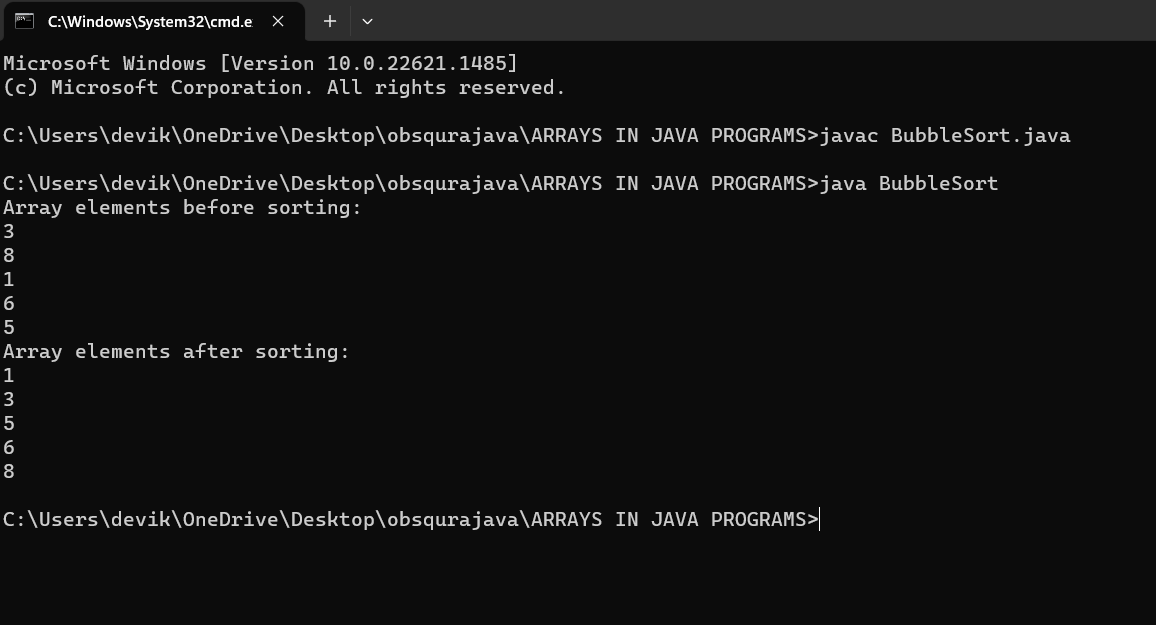 C:\Windows\System32\cmd.e
Microsoft Windows [Version 10.0.22621.1485]
(c) Microsoft Corporation. All rights reserved.
C:\Users\devik\OneDrive\Desktop\obsqurajava\ARRAYS IN JAVA PROGRAMS>javac BubbleSort.java
C:\Users\devik\OneDrive\Desktop\obsqurajava\ARRAYS IN JAVA PROGRAMS>java BubbleSort
Array elements before sorting:
3
8
1
6
5
Array elements after sorting:
1
3
5
6
8
C:\Users\devik\OneDrive\Desktop\obsqurajava\ARRAYS IN JAVA PROGRAMS>